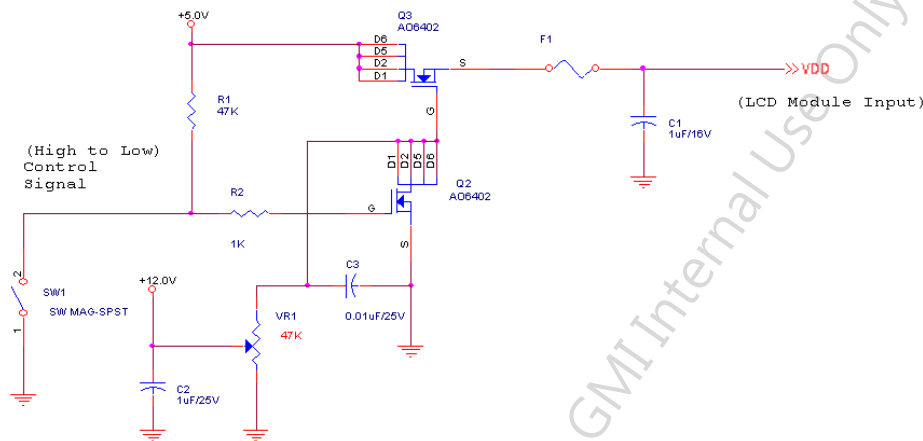 +5.0V
Q3
AO6402
D6
D5
D2
D1
S
G
F1
>>VDD
(LCD Module Input)
C1
1uF/16V
R1
47K
(High to Low)
Control
Signal
R2
1K
D1
D2
D5
D6
Q2
AO6402
G
S
2
SW1
SW MAG-SPST
1
+12.0V
C3
0.01uF/25V
VR1
47K
C2
1uF/25V
GMI Internal Use Only